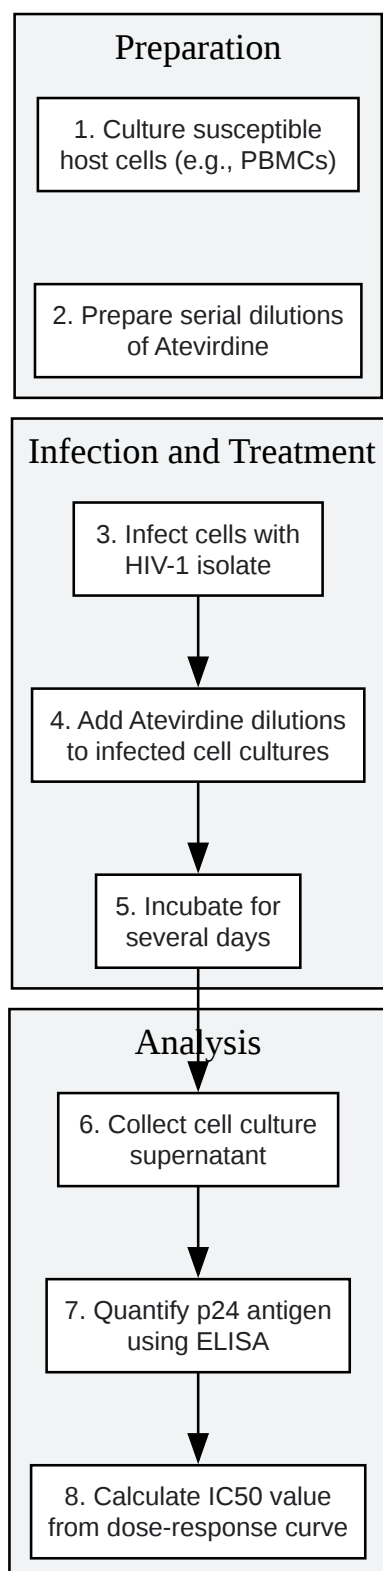 Preparation
1. Culture susceptible
host cells (e.g., PBMCs)
2. Prepare serial dilutions
of Atevirdine
Infection and Treatment
3. Infect cells with
HIV-1 isolate
4. Add Atevirdine dilutions
to infected cell cultures
5. Incubate for
several days
Analysis
6. Collect cell culture
supernatant
7. Quantify p24 antigen
using ELISA
8. Calculate IC50 value
from dose-response curve